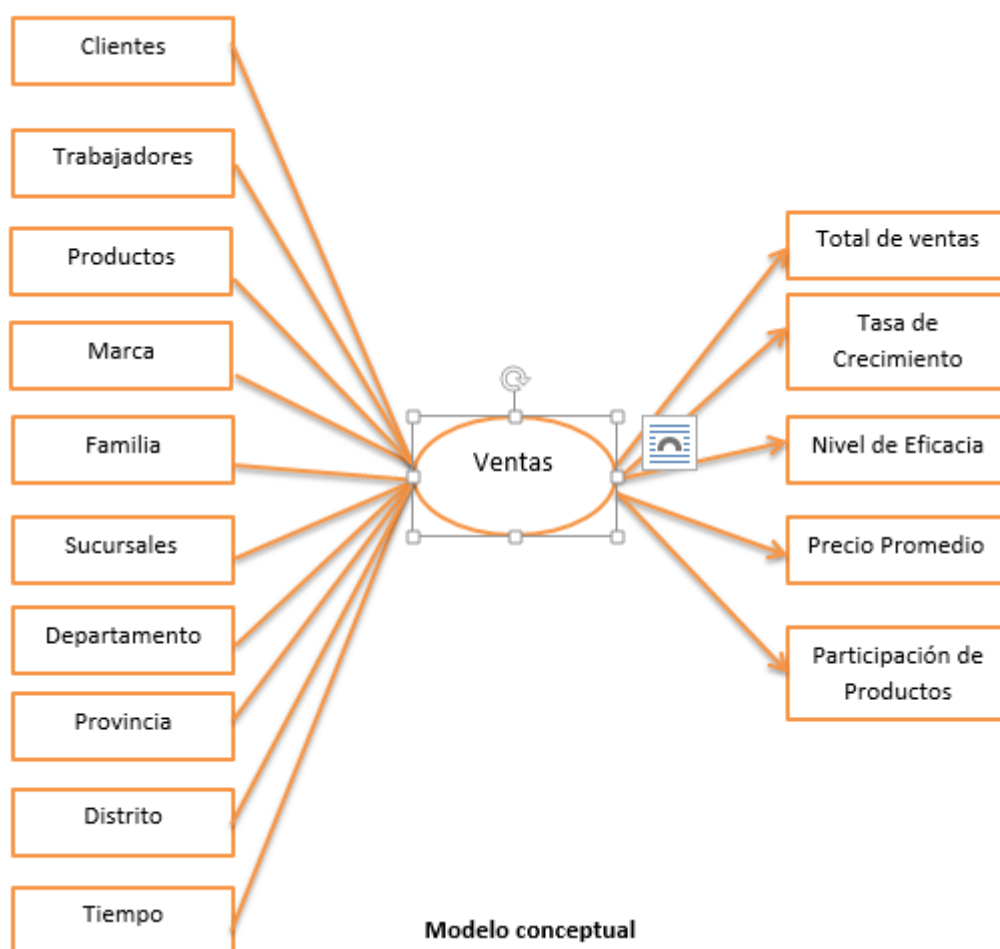 Clientes
Trabajadores
Productos
Marca
Familia
Sucursales
Departamento
Provincia
Distrito
Tiempo
Ventas
Total de ventas
Tasa de
Crecimiento
Nivel de Eficacia
Precio Promedio
Participación de
Productos
Modelo conceptual